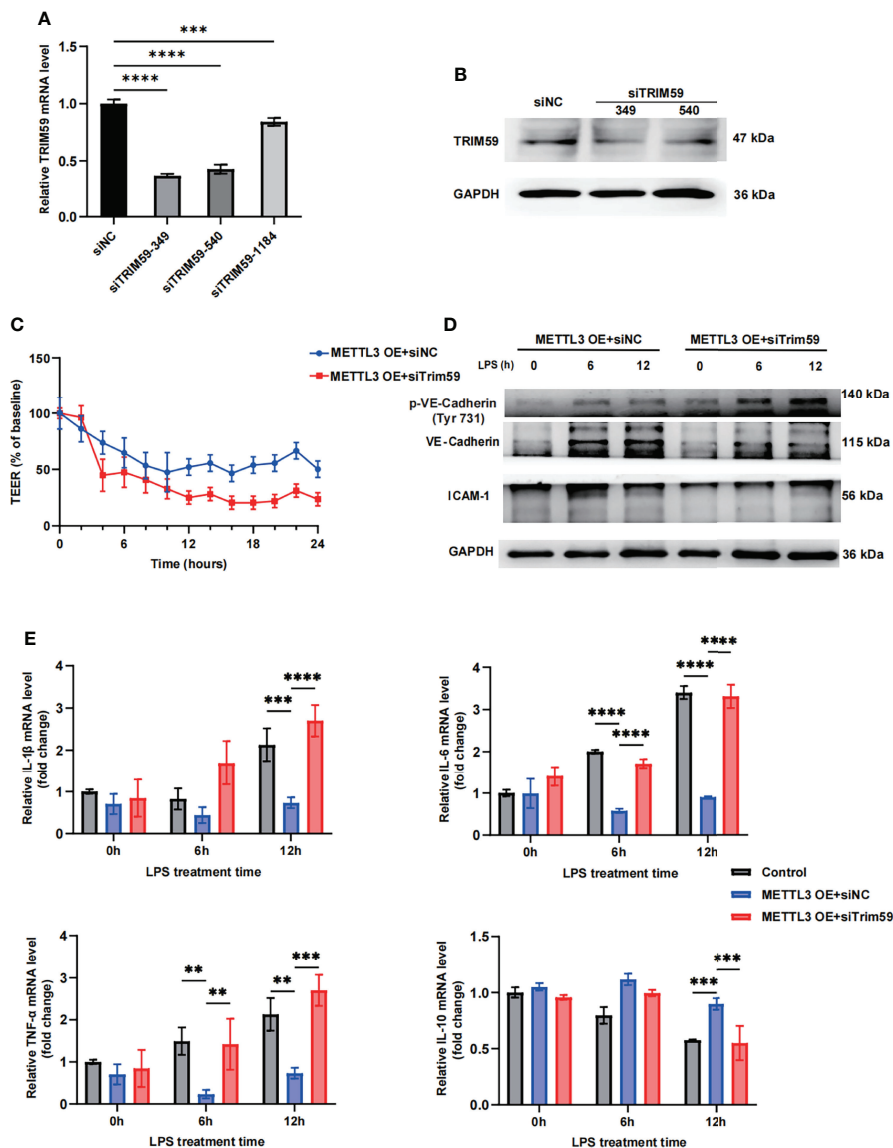 A
Relative TRIM59 mRNA level
1.5
1.0
0.5
0.0
***
****
****
siNC
siTRIM59-349
siTRIM59-540
siTRIM59-1184
B
siNC
siTRIM59
349
540
TRIM59
47 kDa
GAPDH
36 kDa
C
METTL3 OE+siNC
METTL3 OE+siTrim59
TEER (% of baseline)
150
100
50
0
0
6
12
18
24
Time (hours)
D
METTL3 OE+siNC
METTL3 OE+siTrim59
LPS (h)
0
6
12
0
6
12
p-VE-Cadherin
(Tyr 731)
140 kDa
VE-Cadherin
115 kDa
ICAM-1
56 kDa
GAPDH
36 kDa
E
Relative IL-1β mRNA level
(fold change)
4
3
2
1
0
***
****
0h
6h
12h
LPS treatment time
Relative IL-6 mRNA level
(fold change)
4
3
2
1
0
****
****
****
****
0h
6h
12h
LPS treatment time
Control
METTL3 OE+siNC
METTL3 OE+siTrim59
Relative TNF-α mRNA level
(fold change)
4
3
2
1
0
**
**
**
***
0h
6h
12h
LPS treatment time
Relative IL-10 mRNA level
(fold change)
1.5
1.0
0.5
***
***
0h
6h
12h
LPS treatment time